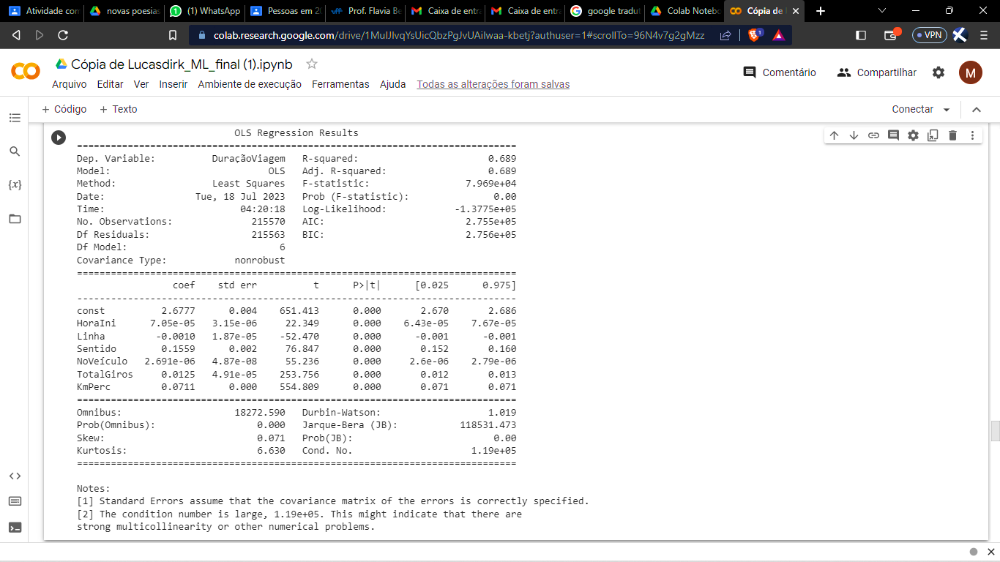 Atividade com
novas poesias
(1) WhatsApp
Pessoas em 20
Prof. Flavia Be
Caixa de entra
Caixa de entra
google tradut
Colab Notebo
Cópia de
1
VPN
Cópia de Lucasdirk_ML_final (1).ipynb
Arquivo Editar Ver Inserir Ambiente de execução Ferramentas Ajuda Todas as alterações foram salvas
Comentário Compartilhar M
+ Código + Texto Conectar
{x}
OLS Regression Results
==============================================================================
Dep. Variable: DuraçãoViagem R-squared: 0.689
Model: OLS Adj. R-squared: 0.689
Method: Least Squares F-statistic: 7.969e+04
Date: Tue, 18 Jul 2023 Prob (F-statistic): 0.00
Time: 04:20:18 Log-Likelihood: -1.3775e+05
No. Observations: 215570 AIC: 2.755e+05
Df Residuals: 215563 BIC: 2.756e+05
Df Model: 6
Covariance Type: nonrobust
==============================================================================
coef std err t P>|t| [0.025 0.975]
------------------------------------------------------------------------------
const 2.6777 0.004 651.413 0.000 2.670 2.686
HoraIni 7.05e-05 3.15e-06 22.349 0.000 6.43e-05 7.67e-05
Linha -0.0010 1.87e-05 -52.470 0.000 -0.001 -0.001
Sentido 0.1559 0.002 76.847 0.000 0.152 0.160
NoVeículo 2.691e-06 4.87e-08 55.236 0.000 2.6e-06 2.79e-06
TotalGiros 0.0125 4.91e-05 253.756 0.000 0.012 0.013
KmPerc 0.0711 0.000 554.809 0.000 0.071 0.071
==============================================================================
Omnibus: 18272.590 Durbin-Watson: 1.019
Prob(Omnibus): 0.000 Jarque-Bera (JB): 118531.473
Skew: 0.071 Prob(JB): 0.00
Kurtosis: 6.630 Cond. No. 1.19e+05
==============================================================================
Notes:
[1] Standard Errors assume that the covariance matrix of the errors is correctly specified.
[2] The condition number is large, 1.19e+05. This might indicate that there are
strong multicollinearity or other numerical problems.